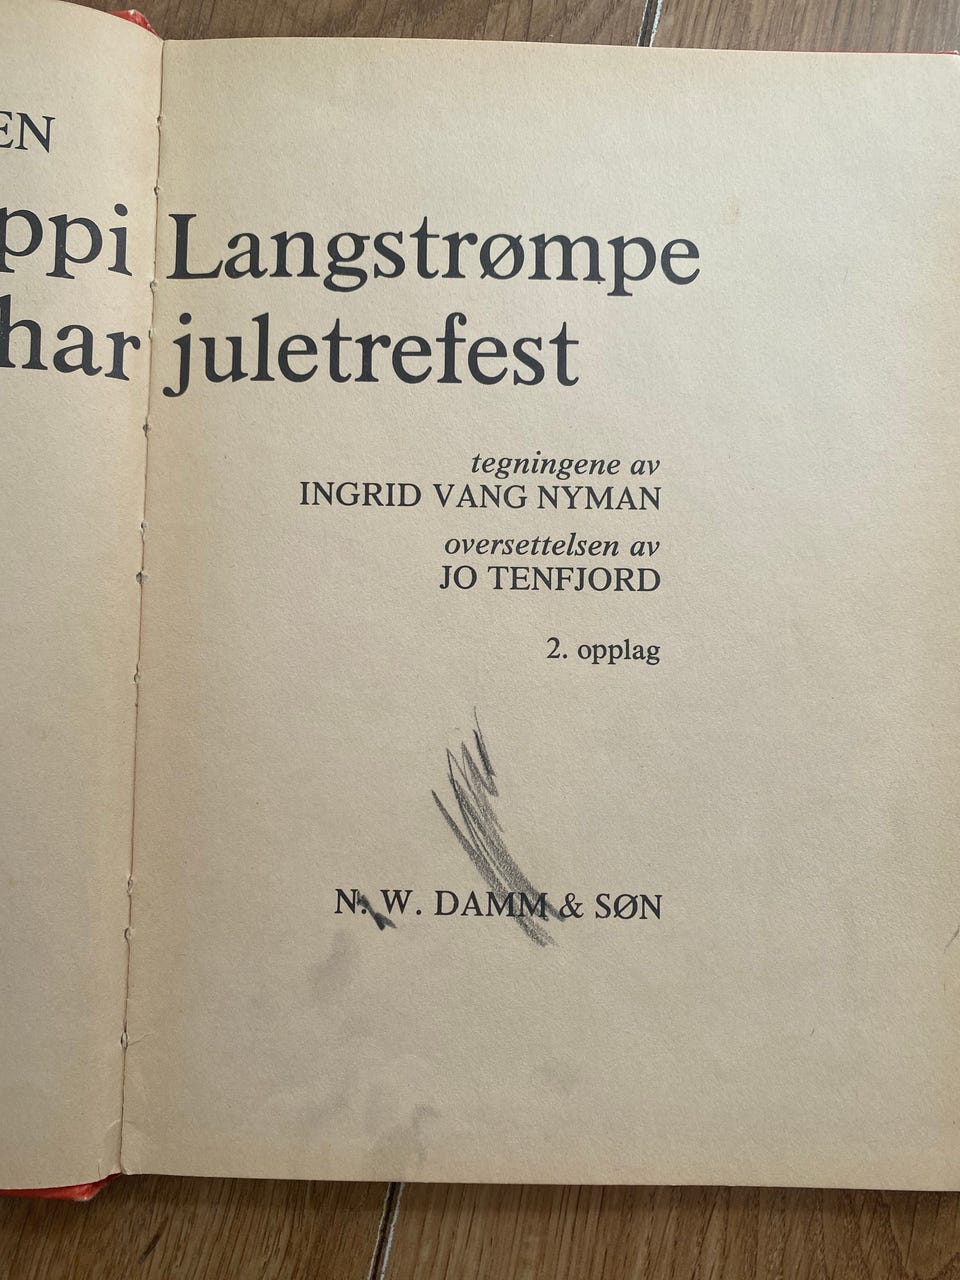 EN
ppi Langstrømpe
har juletrefest
tegningene av
INGRID VANG NYMAN
oversettelsen av
JO TENFJORD
2. opplag
N. W. DAMM & SØN